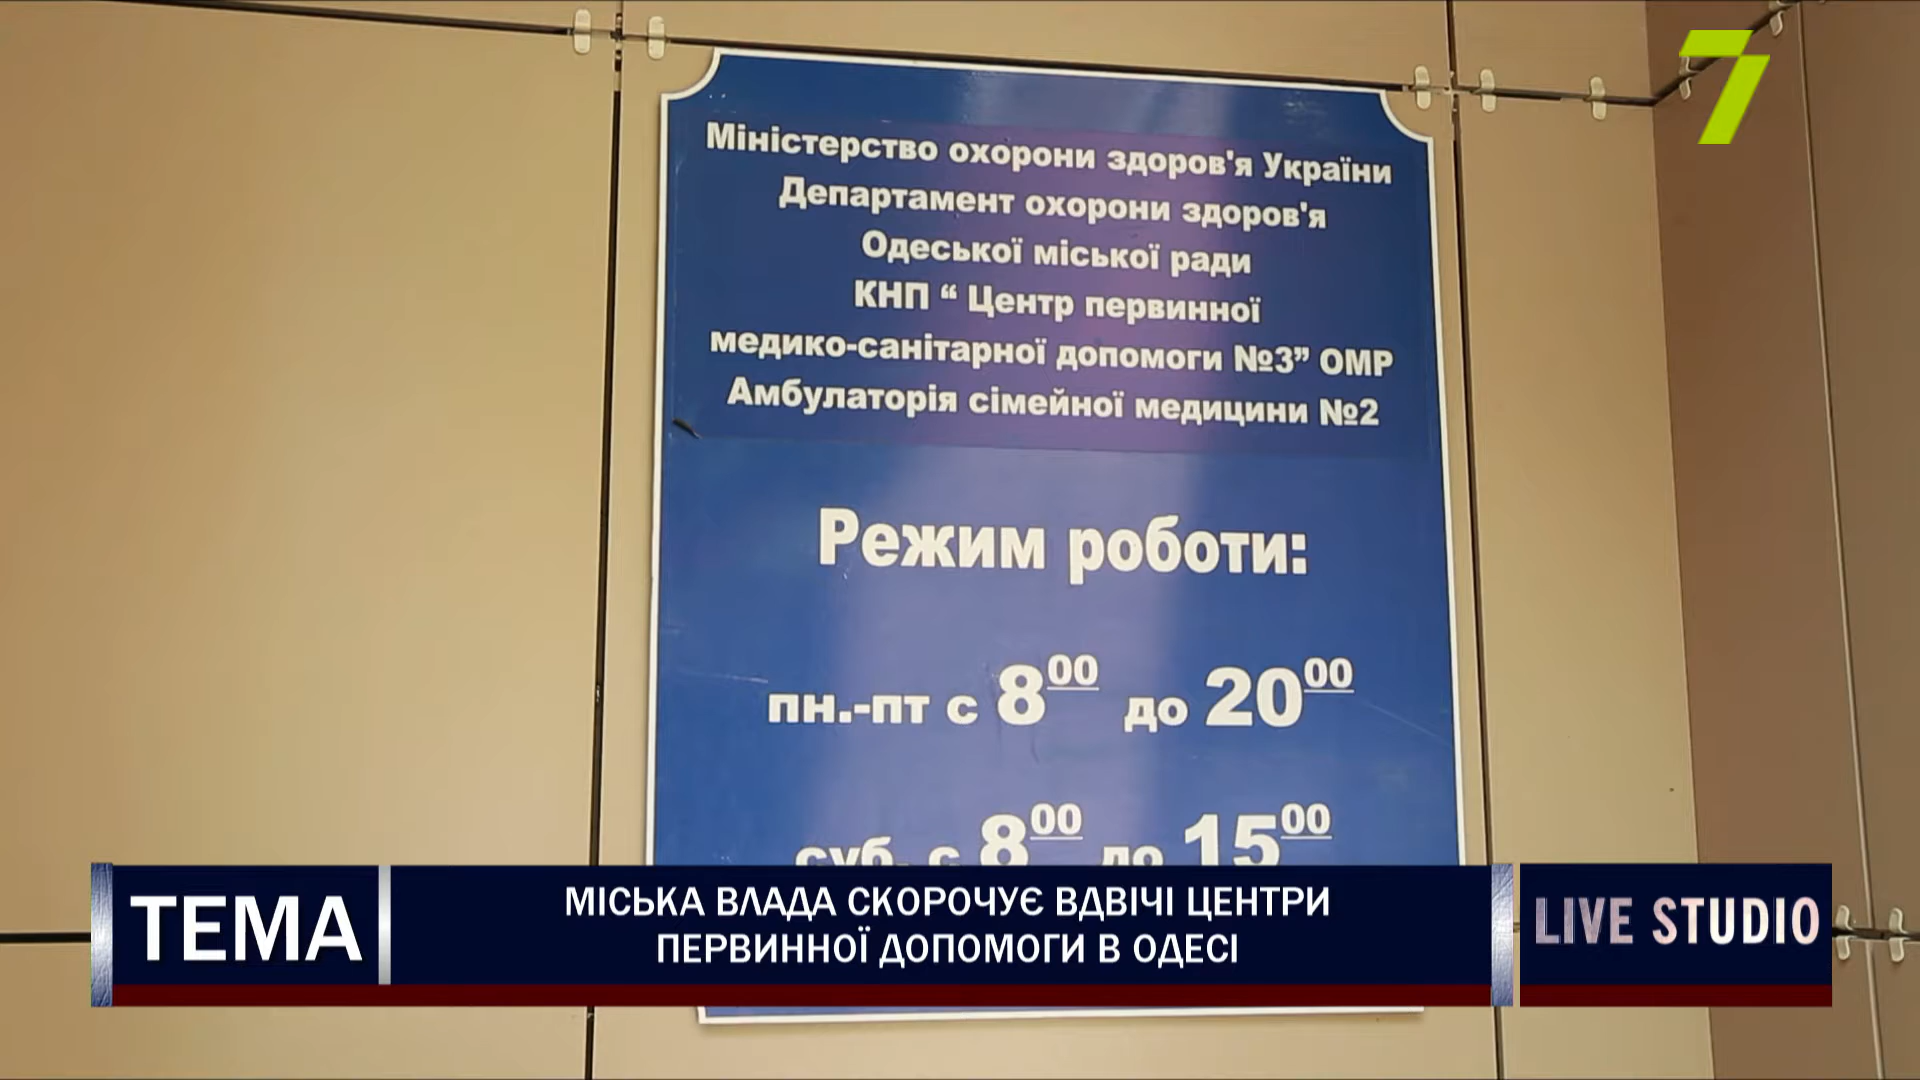 7
Міністерство охорони здоров'я України
Департамент охорони здоров'я
Одеської міської ради
КНП “ Центр первинної
медико-санітарної допомоги №3” ОМР
Амбулаторія сімейної медицини №2
Режим роботи:
пн.-пт с 8⁰⁰ до 20⁰⁰
суб. с 8⁰⁰ до 15⁰⁰
ТЕМА
МІСЬКА ВЛАДА СКОРОЧУЄ ВДВІЧІ ЦЕНТРИ
ПЕРВИННОЇ ДОПОМОГИ В ОДЕСІ
LIVE STUDIO